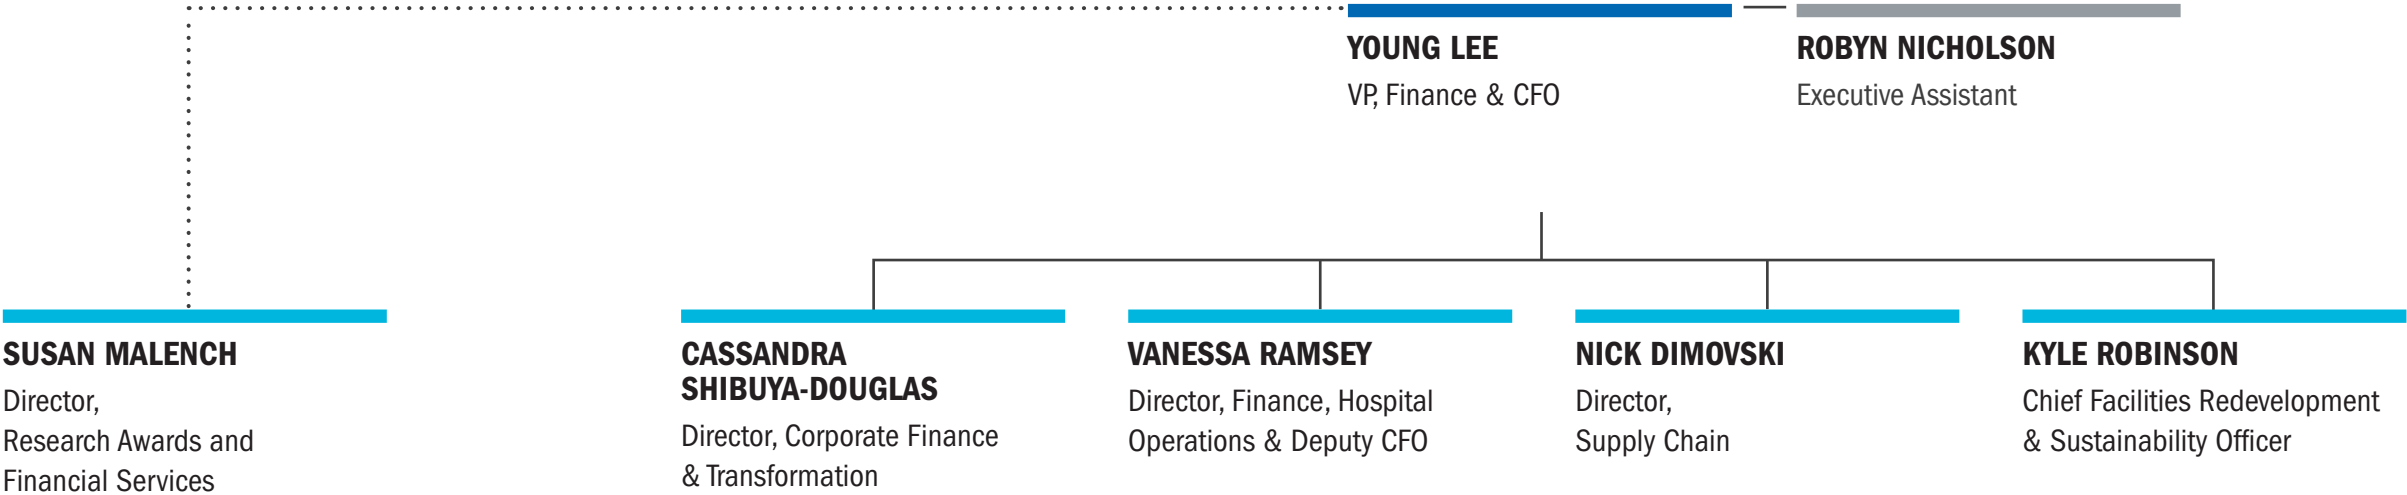 YOUNG LEE
VP, Finance & CFO
ROBYN NICHOLSON
Executive Assistant
SUSAN MALENCH
Director,
Research Awards and
Financial Services
CASSANDRA
SHIBUYA-DOUGLAS
Director, Corporate Finance
& Transformation
VANESSA RAMSEY
Director, Finance, Hospital
Operations & Deputy CFO
NICK DIMOVSKI
Director,
Supply Chain
KYLE ROBINSON
Chief Facilities Redevelopment
& Sustainability Officer